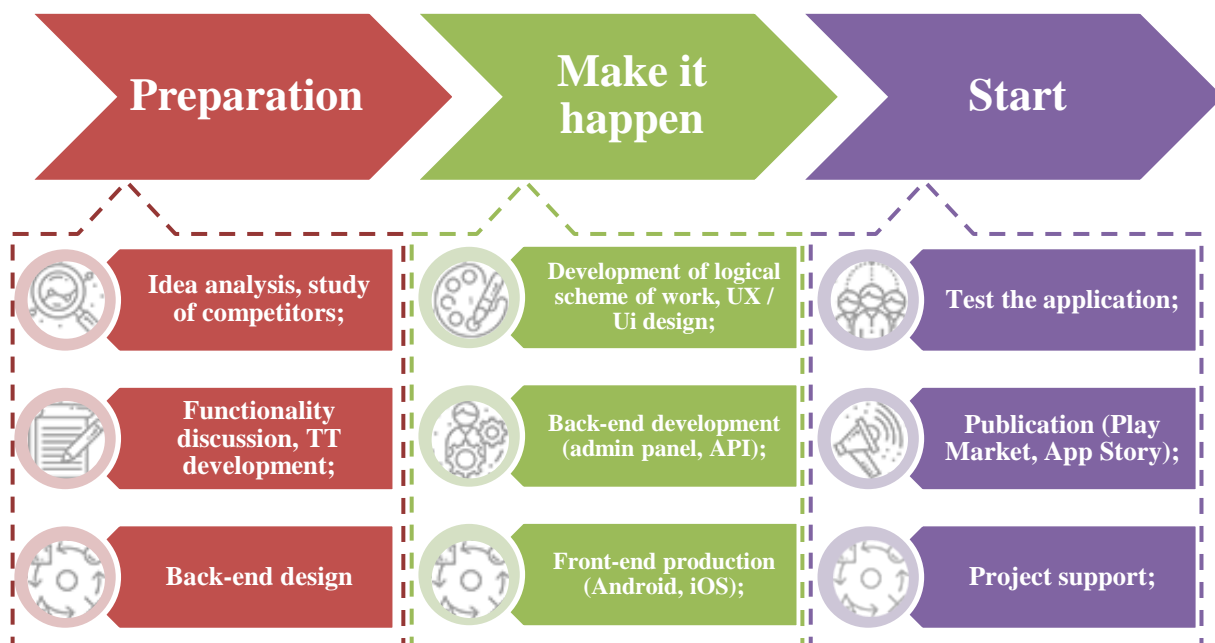 Preparation
Make it
happen
Start
Idea analysis, study
of competitors;
Functionality
discussion, TT
development;
Back-end design
Development of logical
scheme of work, UX /
Ui design;
Back-end development
(admin panel, API);
Front-end production
(Android, iOS);
Test the application;
Publication (Play
Market, App Story);
Project support;